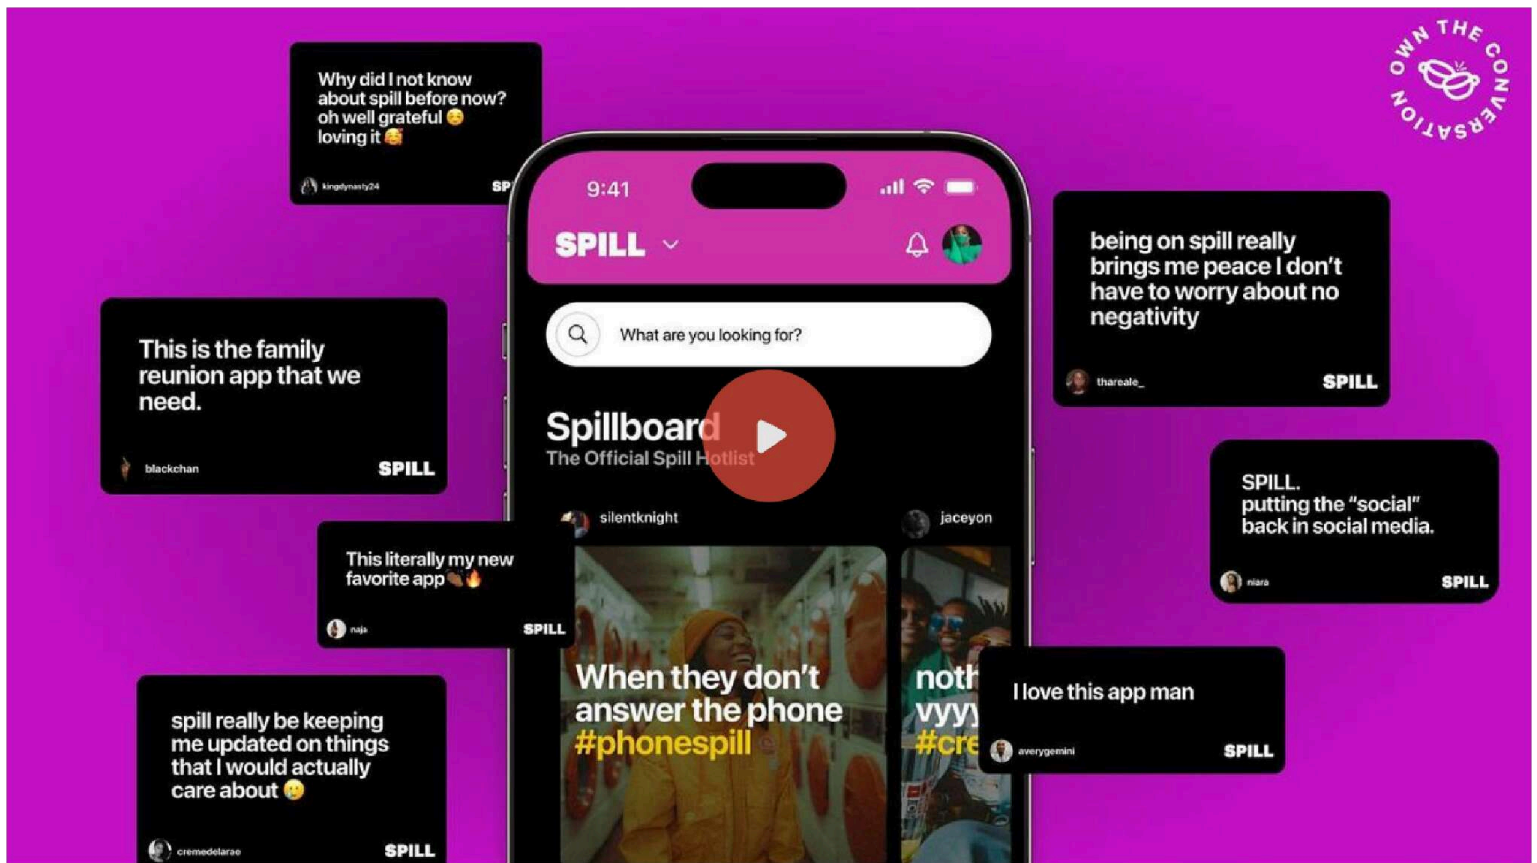 OWN THE CONVERSATION
Why did I not know
about spill before now?
oh well grateful ☺️
loving it 🥰
kingdynasty24
SP
9:41
SPILL
What are you looking for?
Spillboard
The Official Spill Hotlist
silentknight
jaceyon
When they don't
answer the phone
#phonespill
noth
vyyy
#cre
being on spill really
brings me peace I don't
have to worry about no
negativity
thareale_
SPILL
This is the family
reunion app that we
need.
blackchan
SPILL
SPILL.
putting the “social”
back in social media.
niara
SPILL
This literally my new
favorite app👏🏾🔥
naja
SPILL
I love this app man
averygemini
SPILL
spill really be keeping
me updated on things
that I would actually
care about 🥲
cremedelarae
SPILL